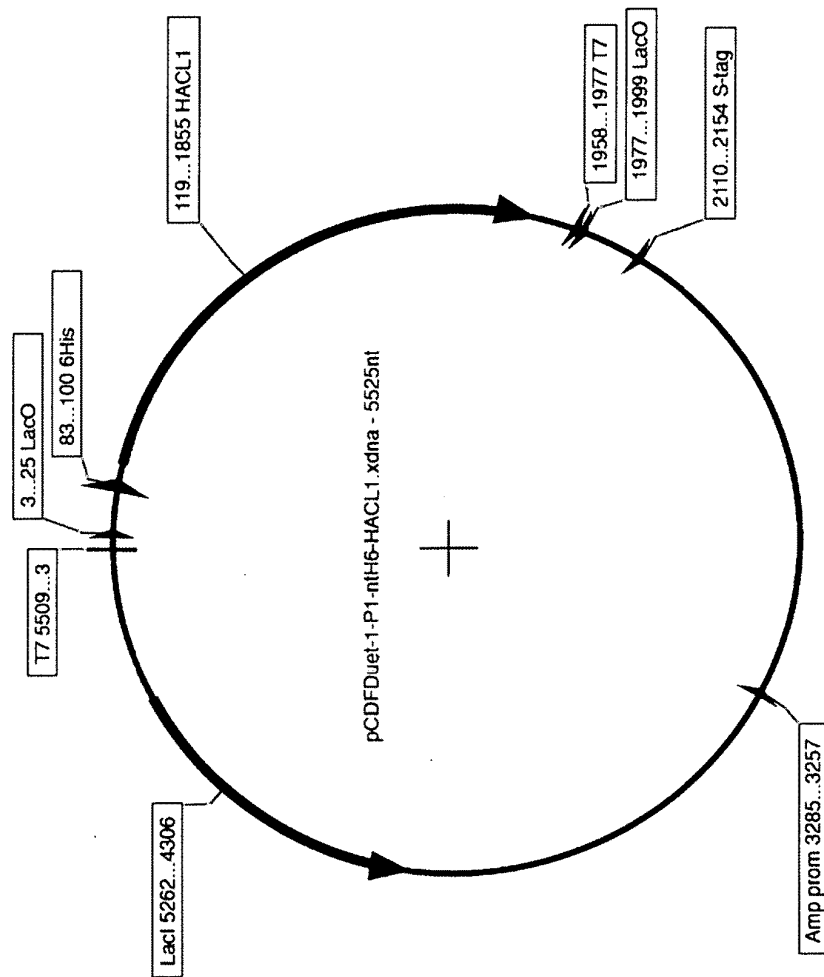 T7 5509...3
3...25 LacO
83...100 6His
119...1855 HACL1
1958...1977 T7
1977...1999 LacO
2110...2154 S-tag
pCDFDuet-1-P1-ntH6-HACL1.xdna - 5525nt
LacI 5262...4306
Amp prom 3285...3257